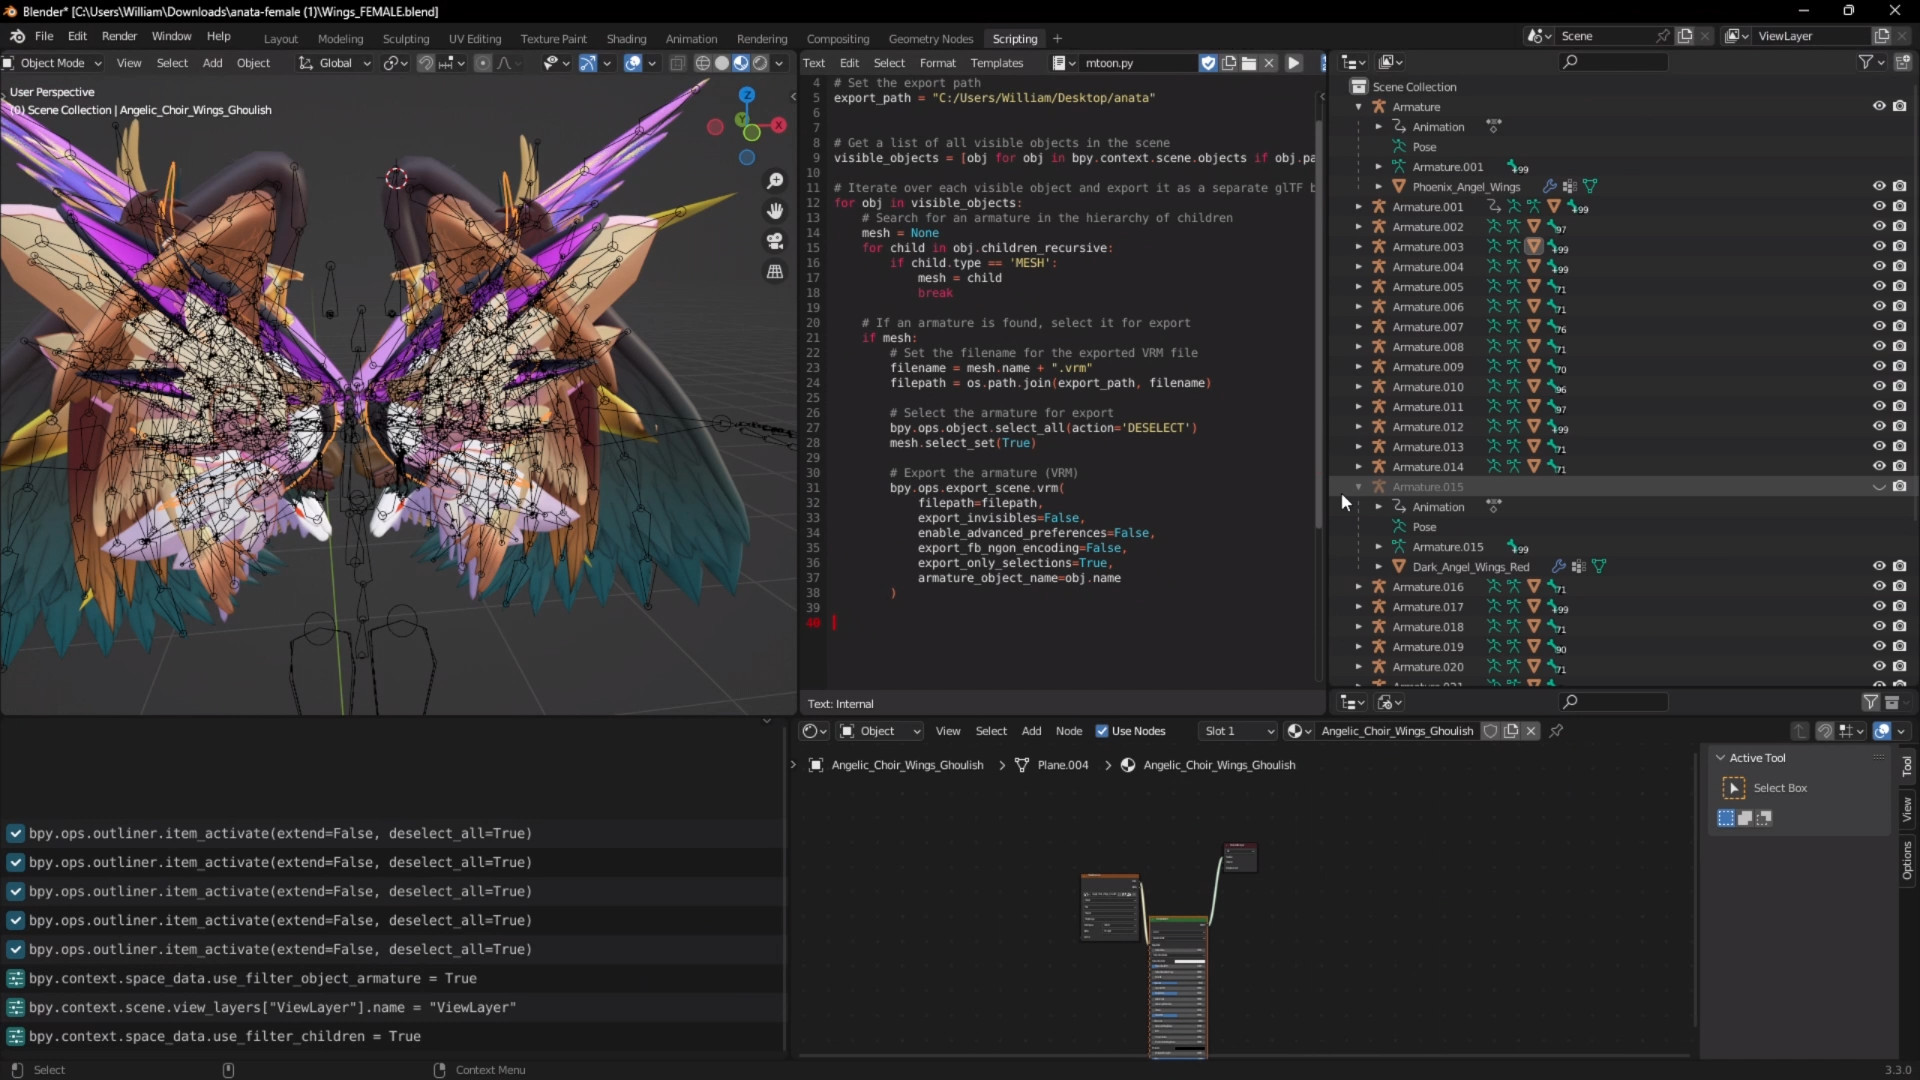 Blender* [C:\Users\William\Downloads\anata-female (1)\Wings_FEMALE.blend]
File Edit Render Window Help Layout Modeling Sculpting UV Editing Texture Paint Shading Animation Rendering Compositing Geometry Nodes Scripting + Scene ViewLayer
Object Mode View Select Add Object Global
User Perspective
(0) Scene Collection | Angelic_Choir_Wings_Ghoulish
Z
Y
X
Text Edit Select Format Templates mtoon.py
4 # Set the export path
5 export_path = "C:/Users/William/Desktop/anata"
6
7
8 # Get a list of all visible objects in the scene
9 visible_objects = [obj for obj in bpy.context.scene.objects if obj.pa
10
11 # Iterate over each visible object and export it as a separate glTF b
12 for obj in visible_objects:
13 # Search for an armature in the hierarchy of children
14 mesh = None
15 for child in obj.children_recursive:
16 if child.type == 'MESH':
17 mesh = child
18 break
19
20 # If an armature is found, select it for export
21 if mesh:
22 # Set the filename for the exported VRM file
23 filename = mesh.name + ".vrm"
24 filepath = os.path.join(export_path, filename)
25
26 # Select the armature for export
27 bpy.ops.object.select_all(action='DESELECT')
28 mesh.select_set(True)
29
30 # Export the armature (VRM)
31 bpy.ops.export_scene.vrm(
32 filepath=filepath,
33 export_invisibles=False,
34 enable_advanced_preferences=False,
35 export_fb_ngon_encoding=False,
36 export_only_selections=True,
37 armature_object_name=obj.name
38 )
39
40
Text: Internal
Scene Collection
Armature
Animation
Pose
Armature.001 +99
Phoenix_Angel_Wings
Armature.001 +99
Armature.002 97
Armature.003 +99
Armature.004 +99
Armature.005 71
Armature.006 71
Armature.007 76
Armature.008 71
Armature.009 70
Armature.010 96
Armature.011 97
Armature.012 +99
Armature.013 71
Armature.014 71
Armature.015
Animation
Pose
Armature.015 +99
Dark_Angel_Wings_Red
Armature.016 71
Armature.017 +99
Armature.018 71
Armature.019 90
Armature.020 71
bpy.ops.outliner.item_activate(extend=False, deselect_all=True)
bpy.ops.outliner.item_activate(extend=False, deselect_all=True)
bpy.ops.outliner.item_activate(extend=False, deselect_all=True)
bpy.ops.outliner.item_activate(extend=False, deselect_all=True)
bpy.ops.outliner.item_activate(extend=False, deselect_all=True)
bpy.context.space_data.use_filter_object_armature = True
bpy.context.scene.view_layers["ViewLayer"].name = "ViewLayer"
bpy.context.space_data.use_filter_children = True
Object View Select Add Node Use Nodes Slot 1 Angelic_Choir_Wings_Ghoulish
Angelic_Choir_Wings_Ghoulish > Plane.004 > Angelic_Choir_Wings_Ghoulish
Active Tool
Select Box
Tool
View
Options
Select Context Menu 3.3.0